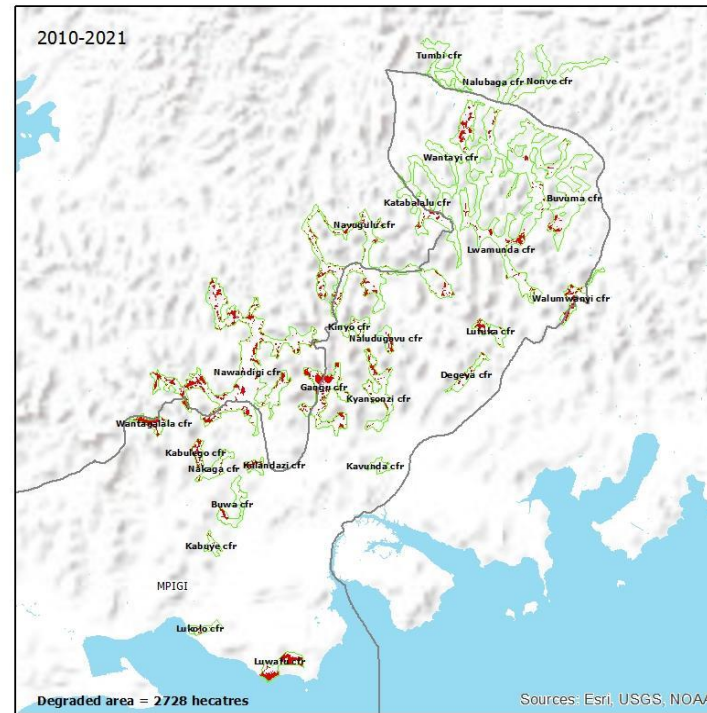 2010-2021
Tumbi cfr
Nalubaga cfr
Nonve cfr
Wantayi cfr
Katabalalu cfr
Buvuma cfr
Navugulu cfr
Lwamunda cfr
Walumwanyi cfr
Kinyo cfr
Naludugavu cfr
Lufuka cfr
Nawandigi cfr
Gangu cfr
Degeya cfr
Kyansonzi cfr
Wantagalala cfr
Kabulego cfr
Nakaga cfr
Kalandazi cfr
Kavunda cfr
Buwa cfr
Kabuye cfr
MPIGI
Lukolo cfr
Luwafu cfr
Degraded area = 2728 hecatres
Sources: Esri, USGS, NOAA